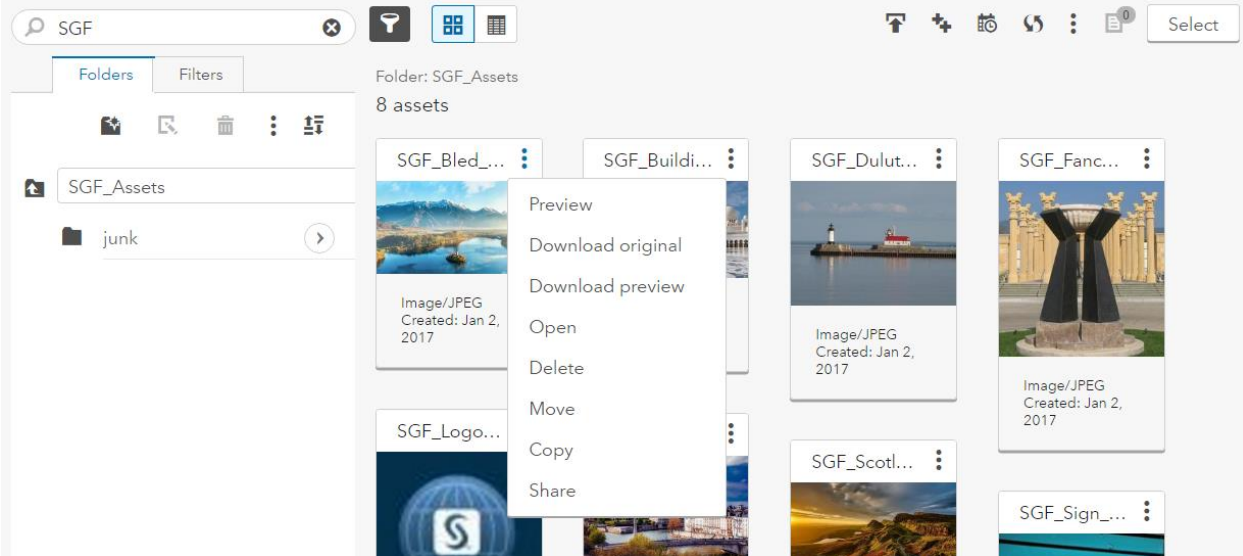 SGF
0
Select
Folders
Filters
Folder: SGF_Assets
8 assets
SGF_Assets
junk
SGF_Bled_...
SGF_Buildi...
SGF_Dulut...
SGF_Fanc...
Preview
Download original
Download preview
Open
Delete
Move
Copy
Share
Image/JPEG
Created: Jan 2,
2017
Image/JPEG
Created: Jan 2,
2017
Image/JPEG
Created: Jan 2,
2017
SGF_Logo...
S
SGF_Scotl...
SGF_Sign_...